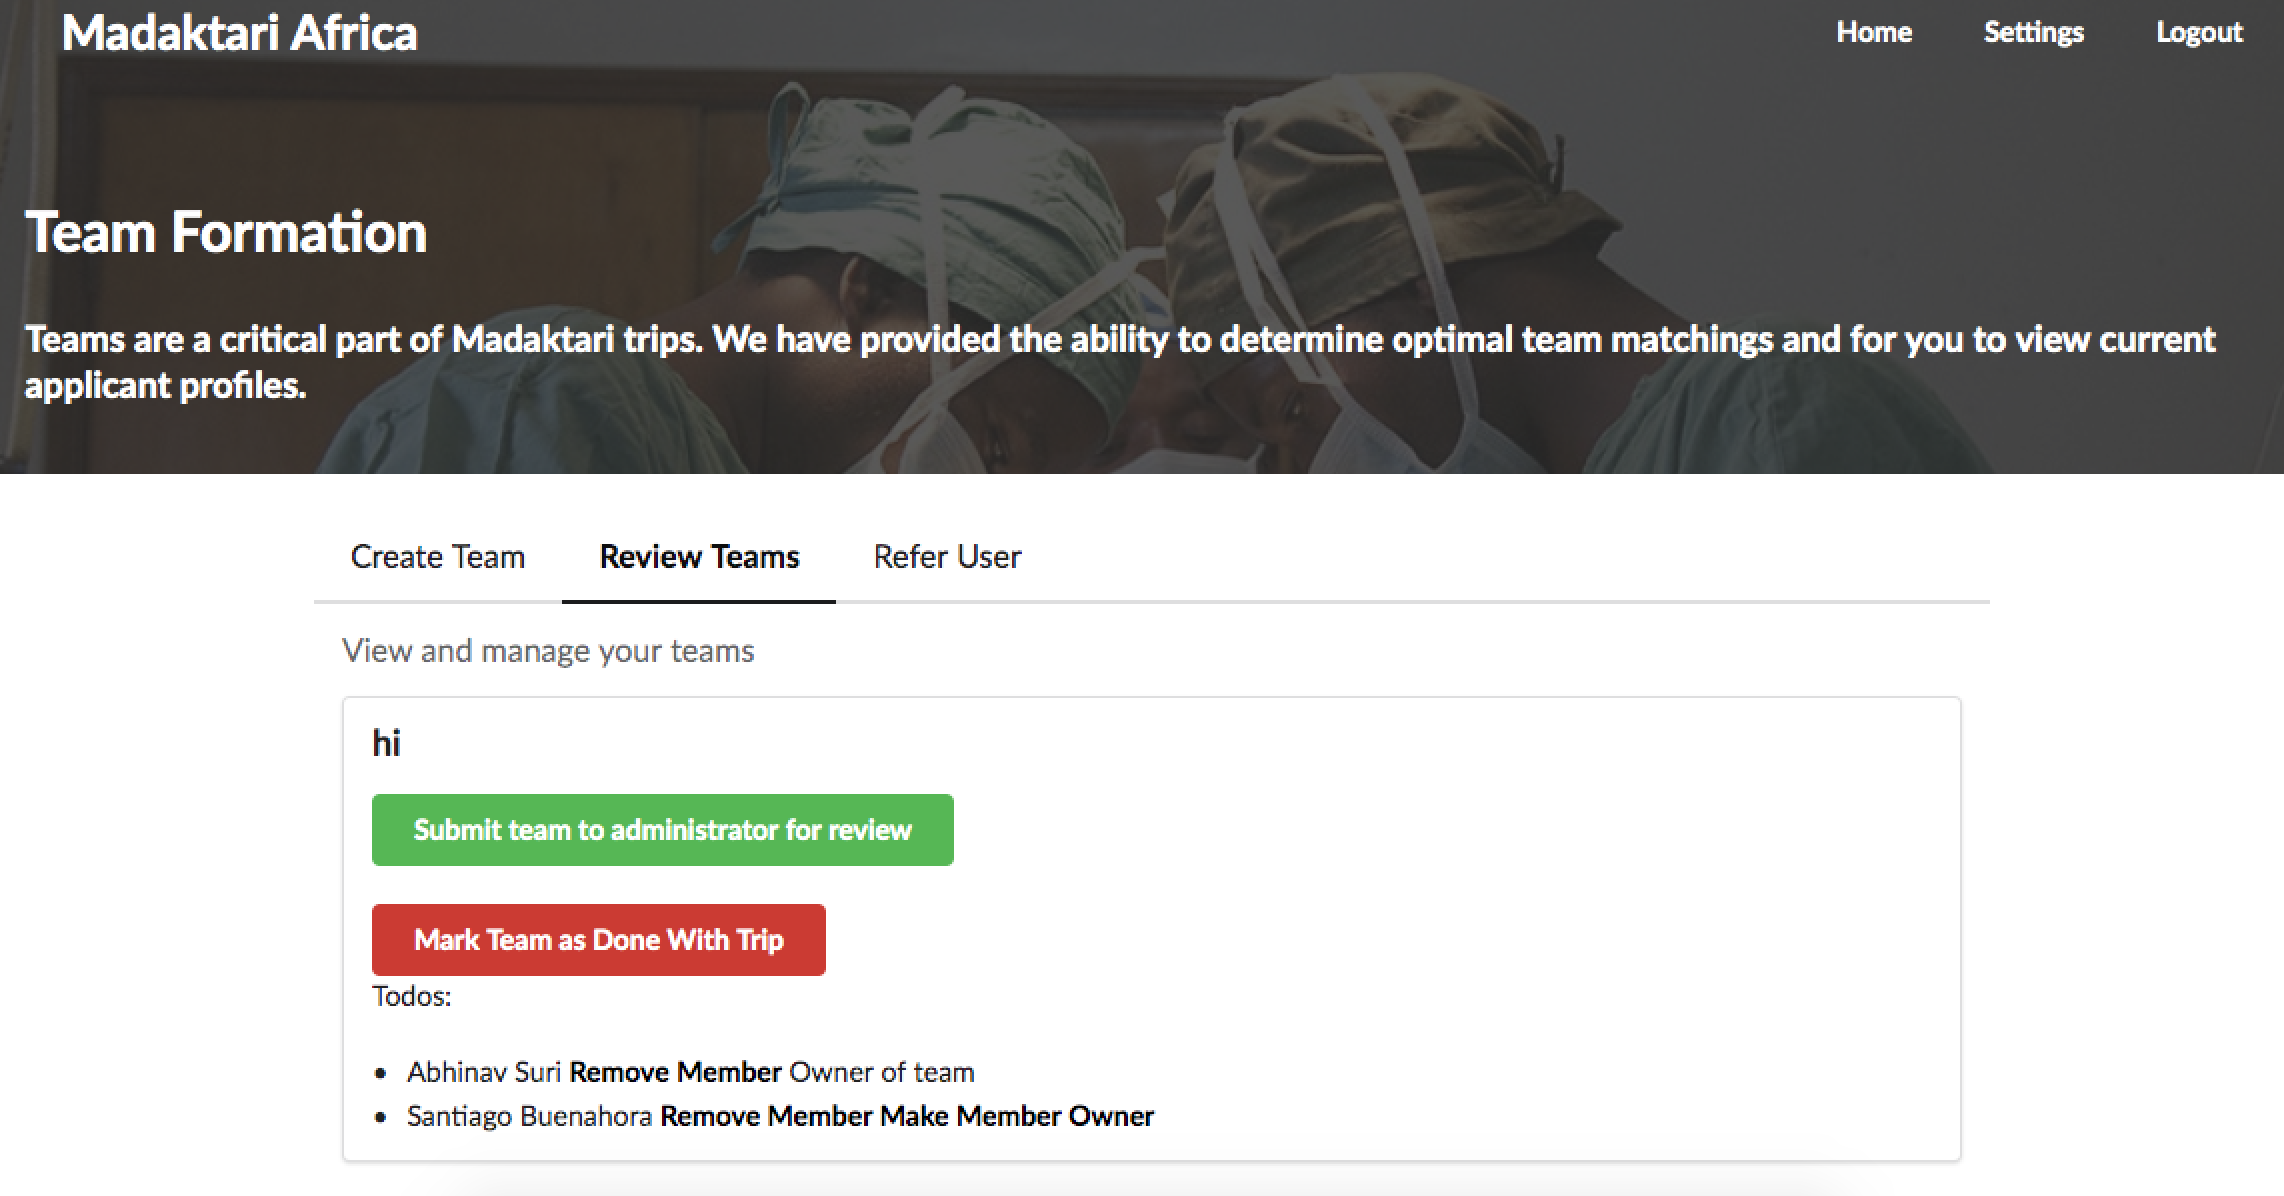 Madaktari Africa
Home Settings Logout
Team Formation
Teams are a critical part of Madaktari trips. We have provided the ability to determine optimal team matchings and for you to view current
applicant profiles.
Create Team Review Teams Refer User
View and manage your teams
hi
Submit team to administrator for review
Mark Team as Done With Trip
Todos:
• Abhinav Suri Remove Member Owner of team
• Santiago Buenahora Remove Member Make Member Owner